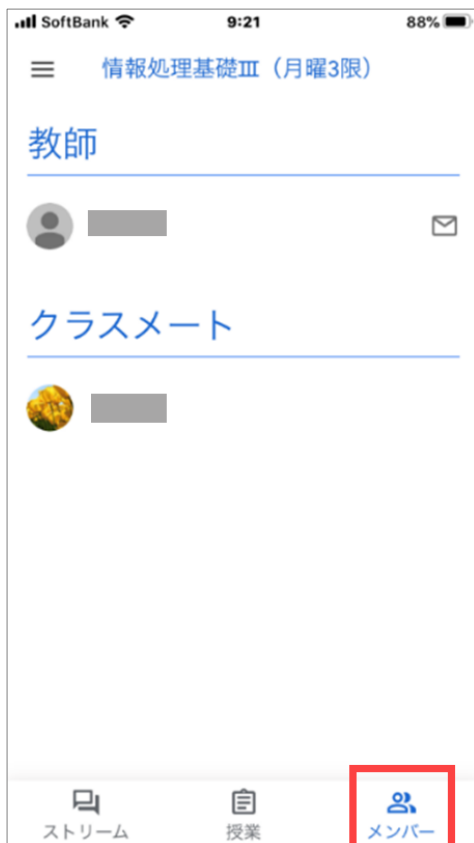 SoftBank 9:21 88%
情報処理基礎Ⅲ（月曜3限）
教師
クラスメート
ストリーム 授業 メンバー